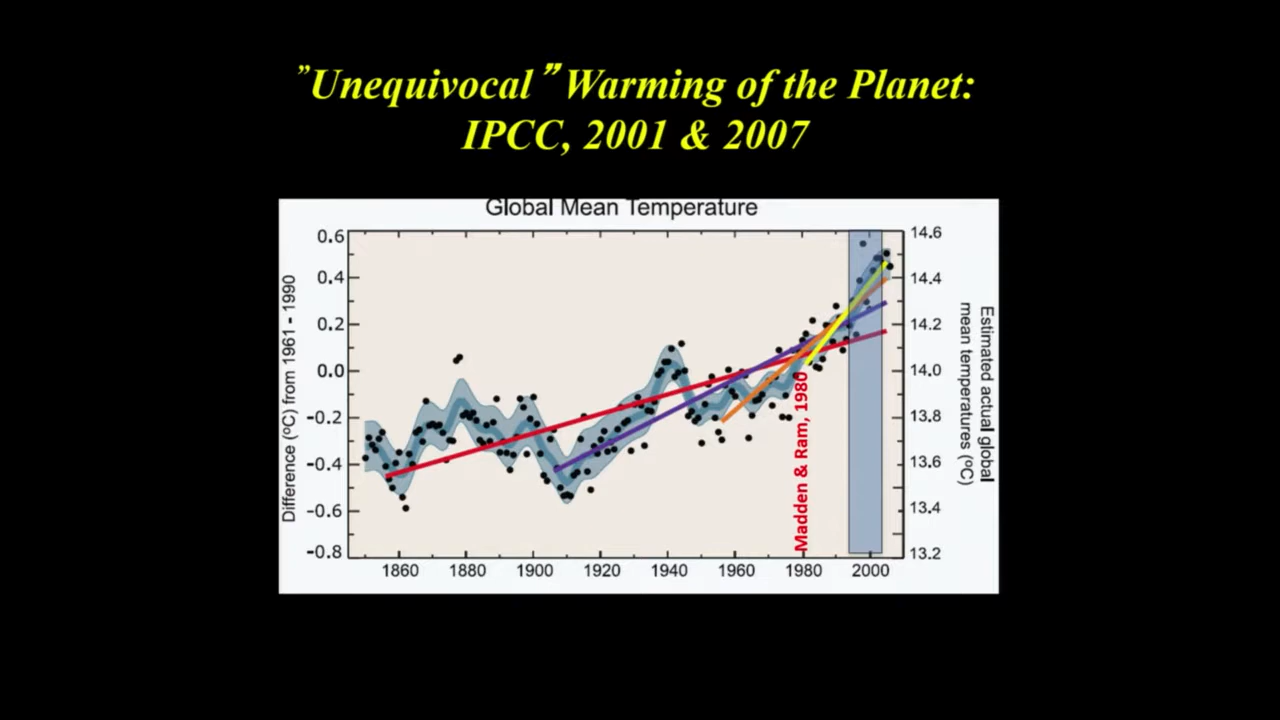 ”Unequivocal” Warming of the Planet:
IPCC, 2001 & 2007
Global Mean Temperature
Difference (ºC) from 1961 - 1990
0.6
0.4
0.2
0.0
-0.2
-0.4
-0.6
-0.8
Madden & Ram, 1980
14.6
14.4
14.2
14.0
13.8
13.6
13.4
13.2
Estimated actual global
mean temperatures (ºC)
1860 1880 1900 1920 1940 1960 1980 2000